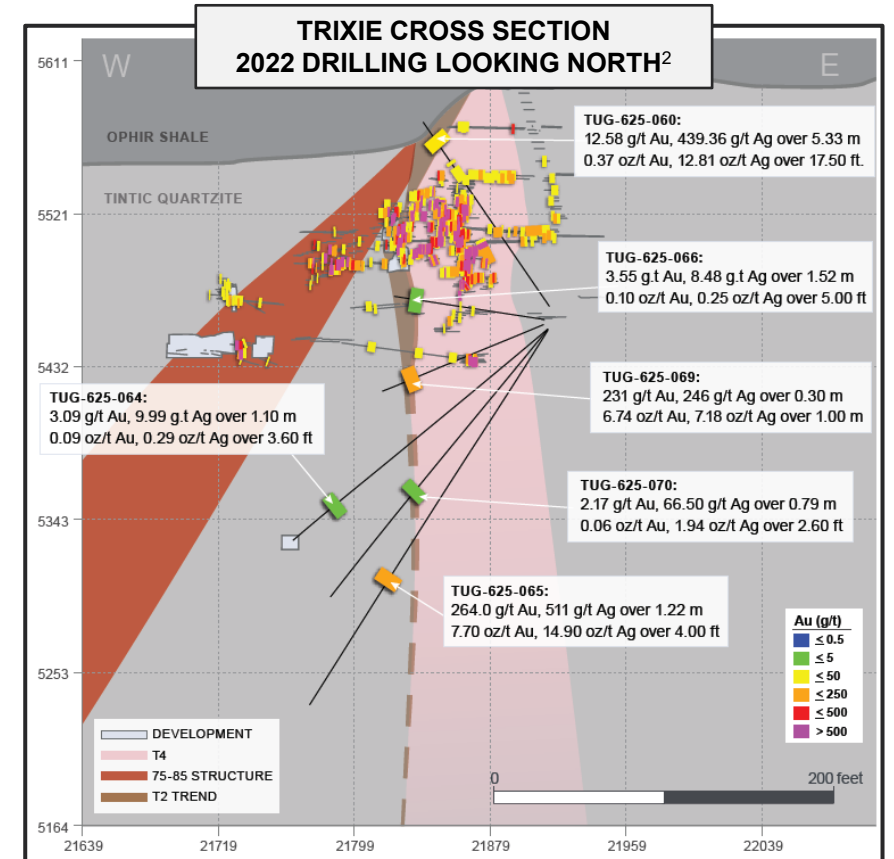 TRIXIE CROSS SECTION
2022 DRILLING LOOKING NORTH²
5611
W
E
OPHIR SHALE
TUG-625-060:
12.58 g/t Au, 439.36 g/t Ag over 5.33 m
0.37 oz/t Au, 12.81 oz/t Ag over 17.50 ft.
TINTIC QUARTZITE
5521
TUG-625-066:
3.55 g.t Au, 8.48 g.t Ag over 1.52 m
0.10 oz/t Au, 0.25 oz/t Ag over 5.00 ft
5432
TUG-625-069:
231 g/t Au, 246 g/t Ag over 0.30 m
6.74 oz/t Au, 7.18 oz/t Ag over 1.00 m
TUG-625-064:
3.09 g/t Au, 9.99 g.t Ag over 1.10 m
0.09 oz/t Au, 0.29 oz/t Ag over 3.60 ft
TUG-625-070:
2.17 g/t Au, 66.50 g/t Ag over 0.79 m
0.06 oz/t Au, 1.94 oz/t Ag over 2.60 ft
5343
TUG-625-065:
264.0 g/t Au, 511 g/t Ag over 1.22 m
7.70 oz/t Au, 14.90 oz/t Ag over 4.00 ft
Au (g/t)
≤ 0.5
≤ 5
≤ 50
≤ 250
≤ 500
> 500
5253
DEVELOPMENT
T4
75-85 STRUCTURE
T2 TREND
0
200 feet
5164
21639
21719
21799
21879
21959
22039